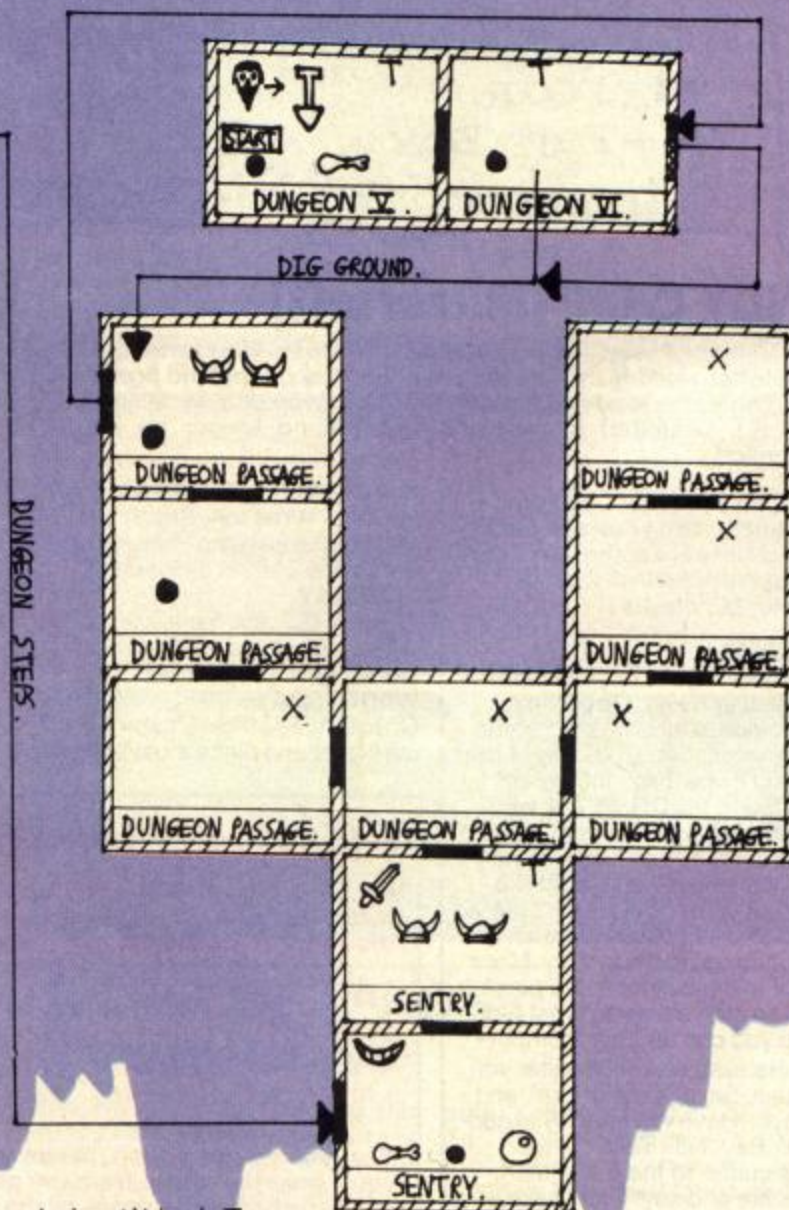 START
DUNGEON V.
DUNGEON VI.
DIG GROUND.
DUNGEON PASSAGE.
DUNGEON PASSAGE.
DUNGEON PASSAGE.
DUNGEON PASSAGE.
DUNGEON STEPS.
DUNGEON PASSAGE.
DUNGEON PASSAGE.
DUNGEON PASSAGE.
SENTRY.
SENTRY.